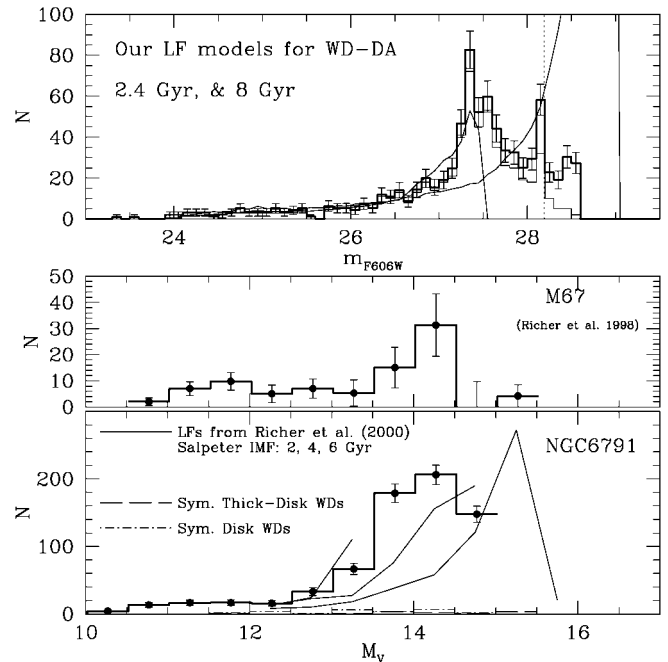 100
80
60
40
20
0
N
Our LF models for WD-DA
2.4 Gyr, & 8 Gyr
24
26
28
m_F606W
50
40
30
20
10
0
N
M67
(Richer et al. 1998)
LFs from Richer et al. (2000)
Salpeter IMF: 2, 4, 6 Gyr
NGC6791
Sym. Thick-Disk WDs
Sym. Disk WDs
200
100
0
N
10
12
14
16
M_V